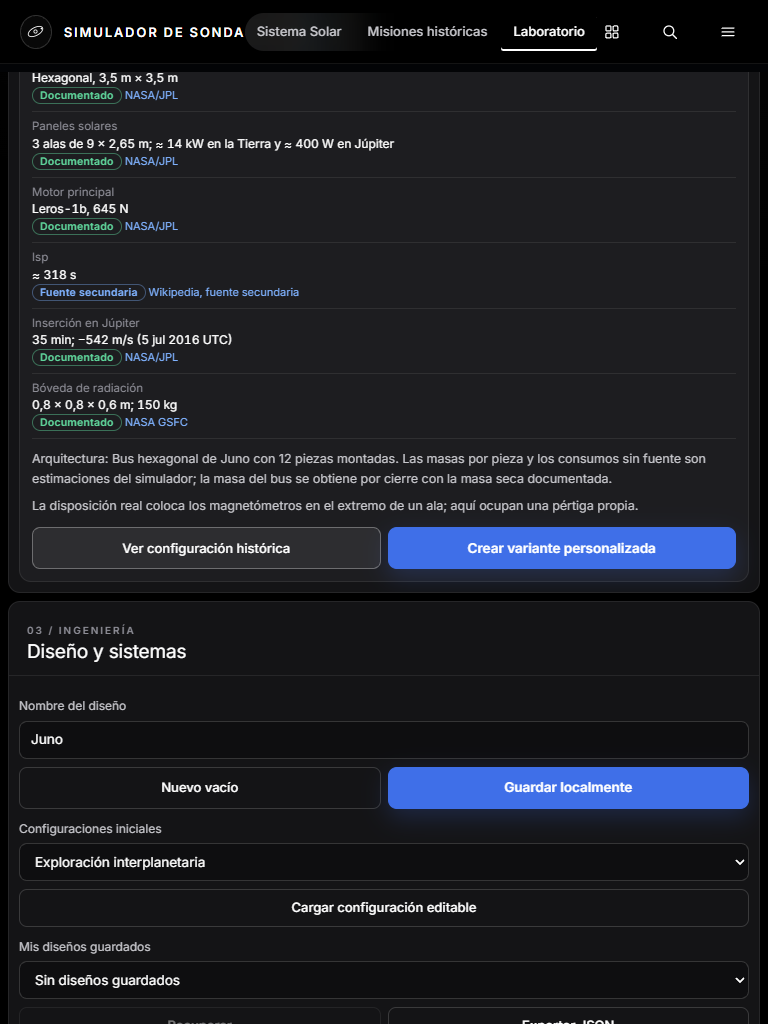 SIMULADOR DE SONDA
Sistema Solar
Misiones históricas
Laboratorio
Hexagonal, 3,5 m × 3,5 m
Documentado NASA/JPL
Paneles solares
3 alas de 9 × 2,65 m; ≈ 14 kW en la Tierra y ≈ 400 W en Júpiter
Documentado NASA/JPL
Motor principal
Leros-1b, 645 N
Documentado NASA/JPL
Isp
≈ 318 s
Fuente secundaria Wikipedia, fuente secundaria
Inserción en Júpiter
35 min; −542 m/s (5 jul 2016 UTC)
Documentado NASA/JPL
Bóveda de radiación
0,8 × 0,8 × 0,6 m; 150 kg
Documentado NASA GSFC
Arquitectura: Bus hexagonal de Juno con 12 piezas montadas. Las masas por pieza y los consumos sin fuente son
estimaciones del simulador; la masa del bus se obtiene por cierre con la masa seca documentada.
La disposición real coloca los magnetómetros en el extremo de un ala; aquí ocupan una pértiga propia.
Ver configuración histórica
Crear variante personalizada
03 / INGENIERÍA
Diseño y sistemas
Nombre del diseño
Juno
Nuevo vacío
Guardar localmente
Configuraciones iniciales
Exploración interplanetaria
Cargar configuración editable
Mis diseños guardados
Sin diseños guardados
Recuperar
Exportar JSON